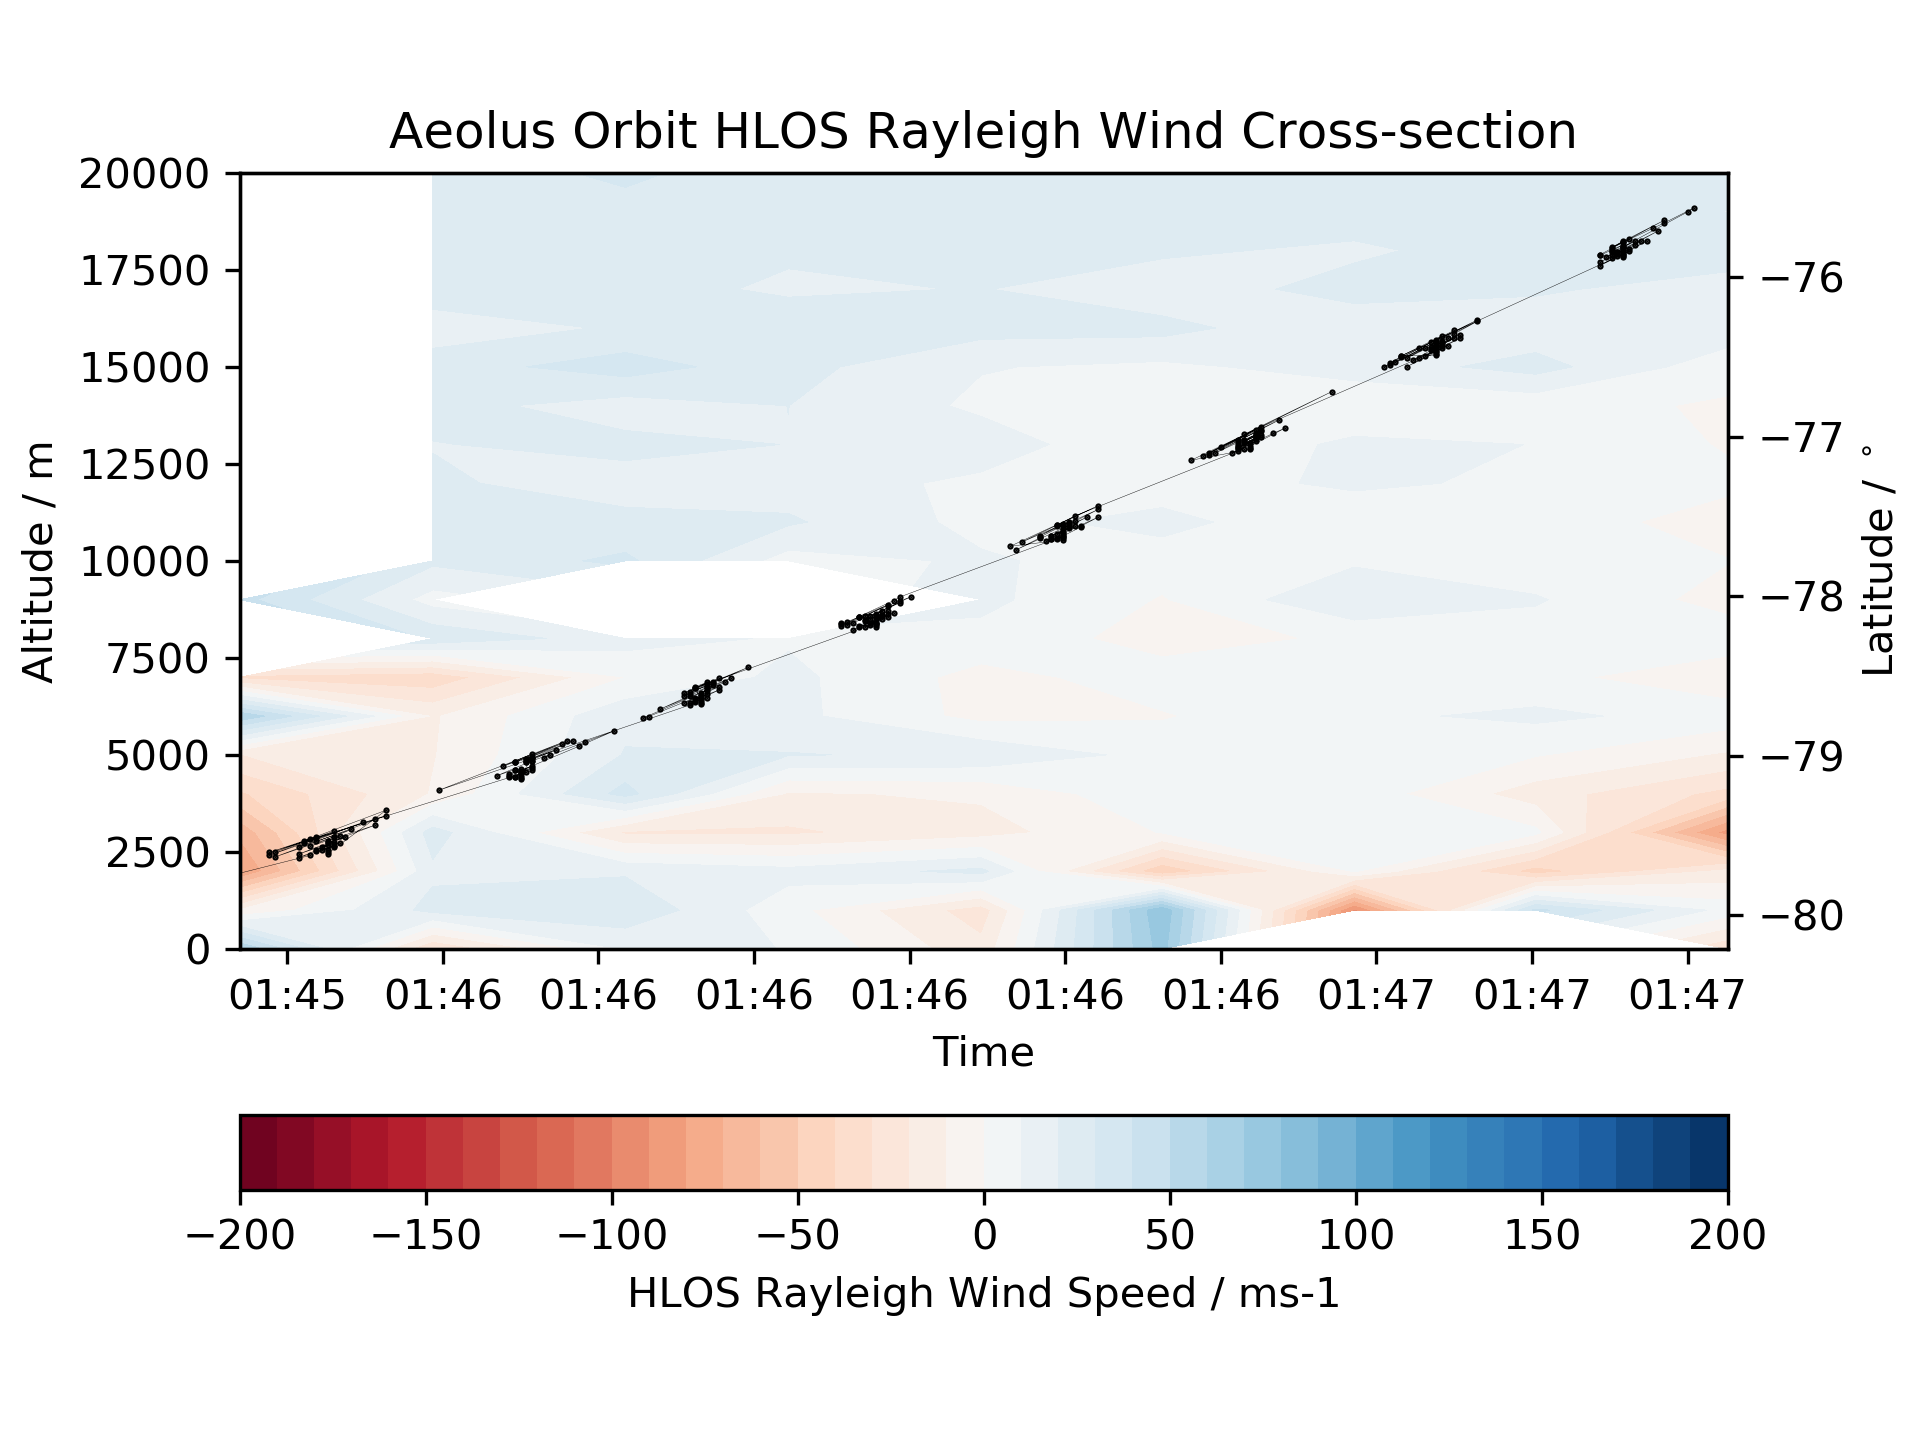 Aeolus Orbit HLOS Rayleigh Wind Cross-section
20000
17500
15000
12500
10000
7500
5000
2500
0
Altitude / m
−76
−77
−78
−79
−80
Latitude / °
01:45 01:46 01:46 01:46 01:46 01:46 01:46 01:47 01:47 01:47
Time
−200 −150 −100 −50 0 50 100 150 200
HLOS Rayleigh Wind Speed / ms-1